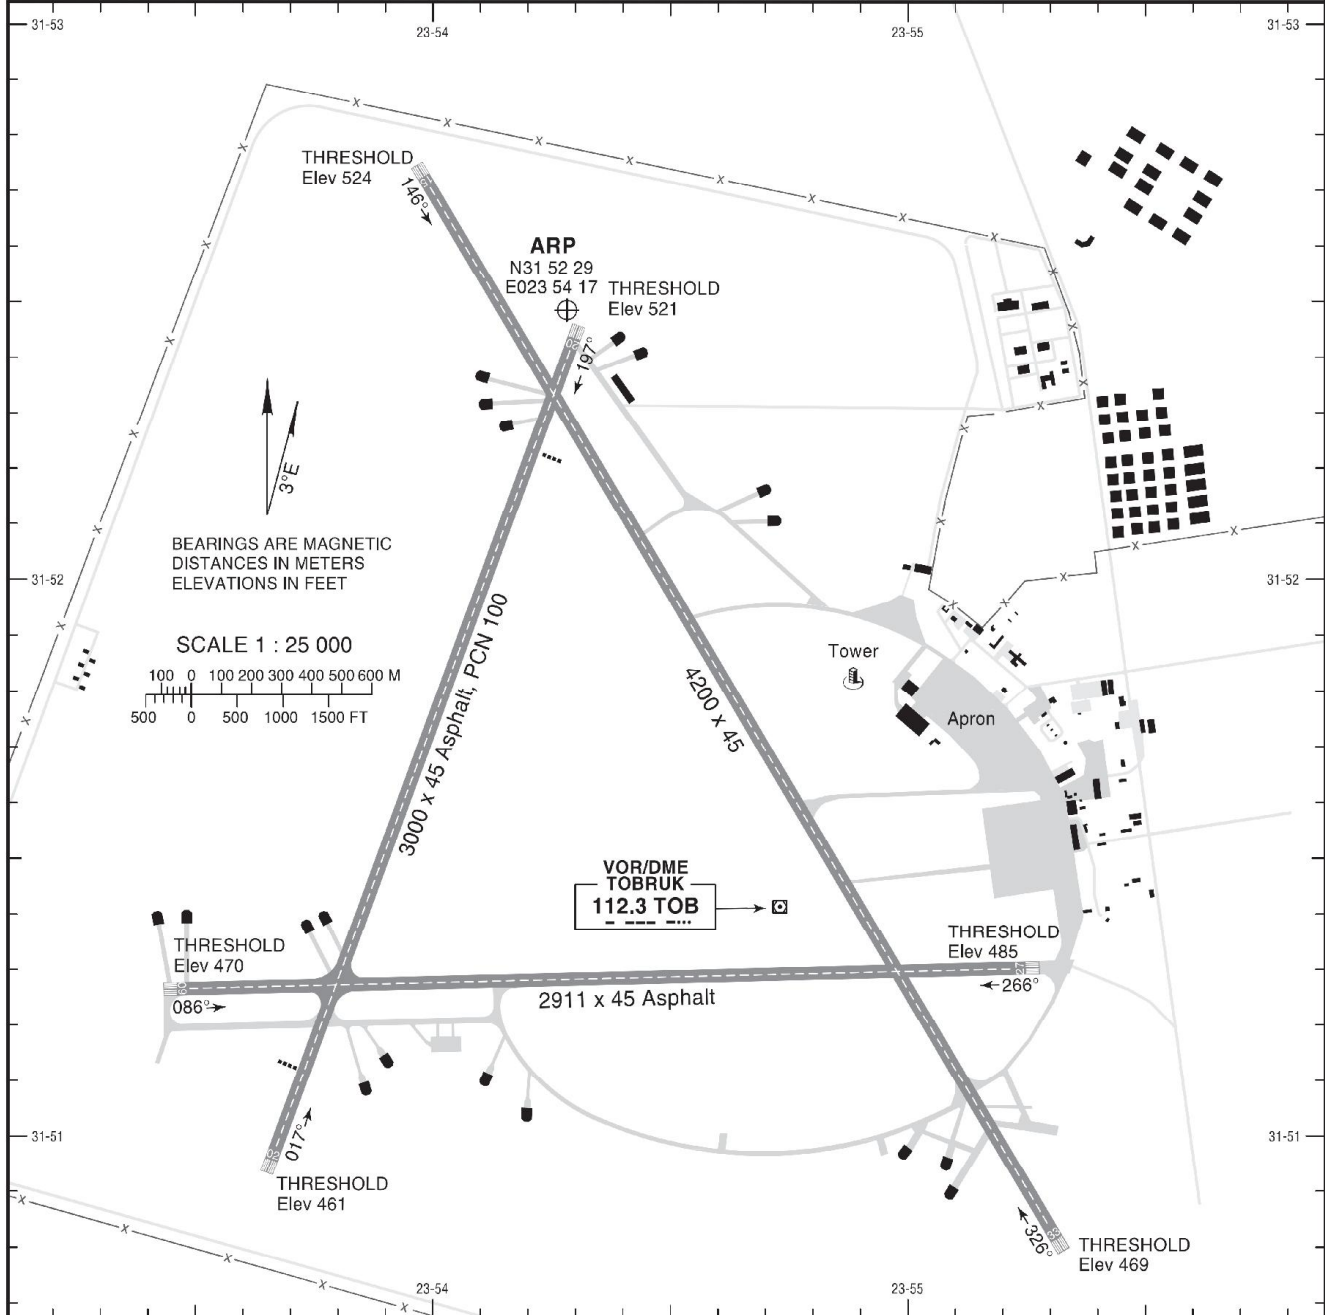 31-53
23-54
23-55
31-53
THRESHOLD
Elev 524
146°
ARP
N31 52 29
E023 54 17
THRESHOLD
Elev 521
197°
3°E
BEARINGS ARE MAGNETIC
DISTANCES IN METERS
ELEVATIONS IN FEET
31-52
31-52
SCALE 1 : 25 000
100 0 100 200 300 400 500 600 M
500 0 500 1000 1500 FT
3000 x 45 Asphalt, PCN 100
4200 x 45
Tower
Apron
VOR/DME
TOBRUK
112.3 TOB
THRESHOLD
Elev 470
086°
THRESHOLD
Elev 485
27
266°
2911 x 45 Asphalt
31-51
31-51
017°
THRESHOLD
Elev 461
33
326°
THRESHOLD
Elev 469
23-54
23-55